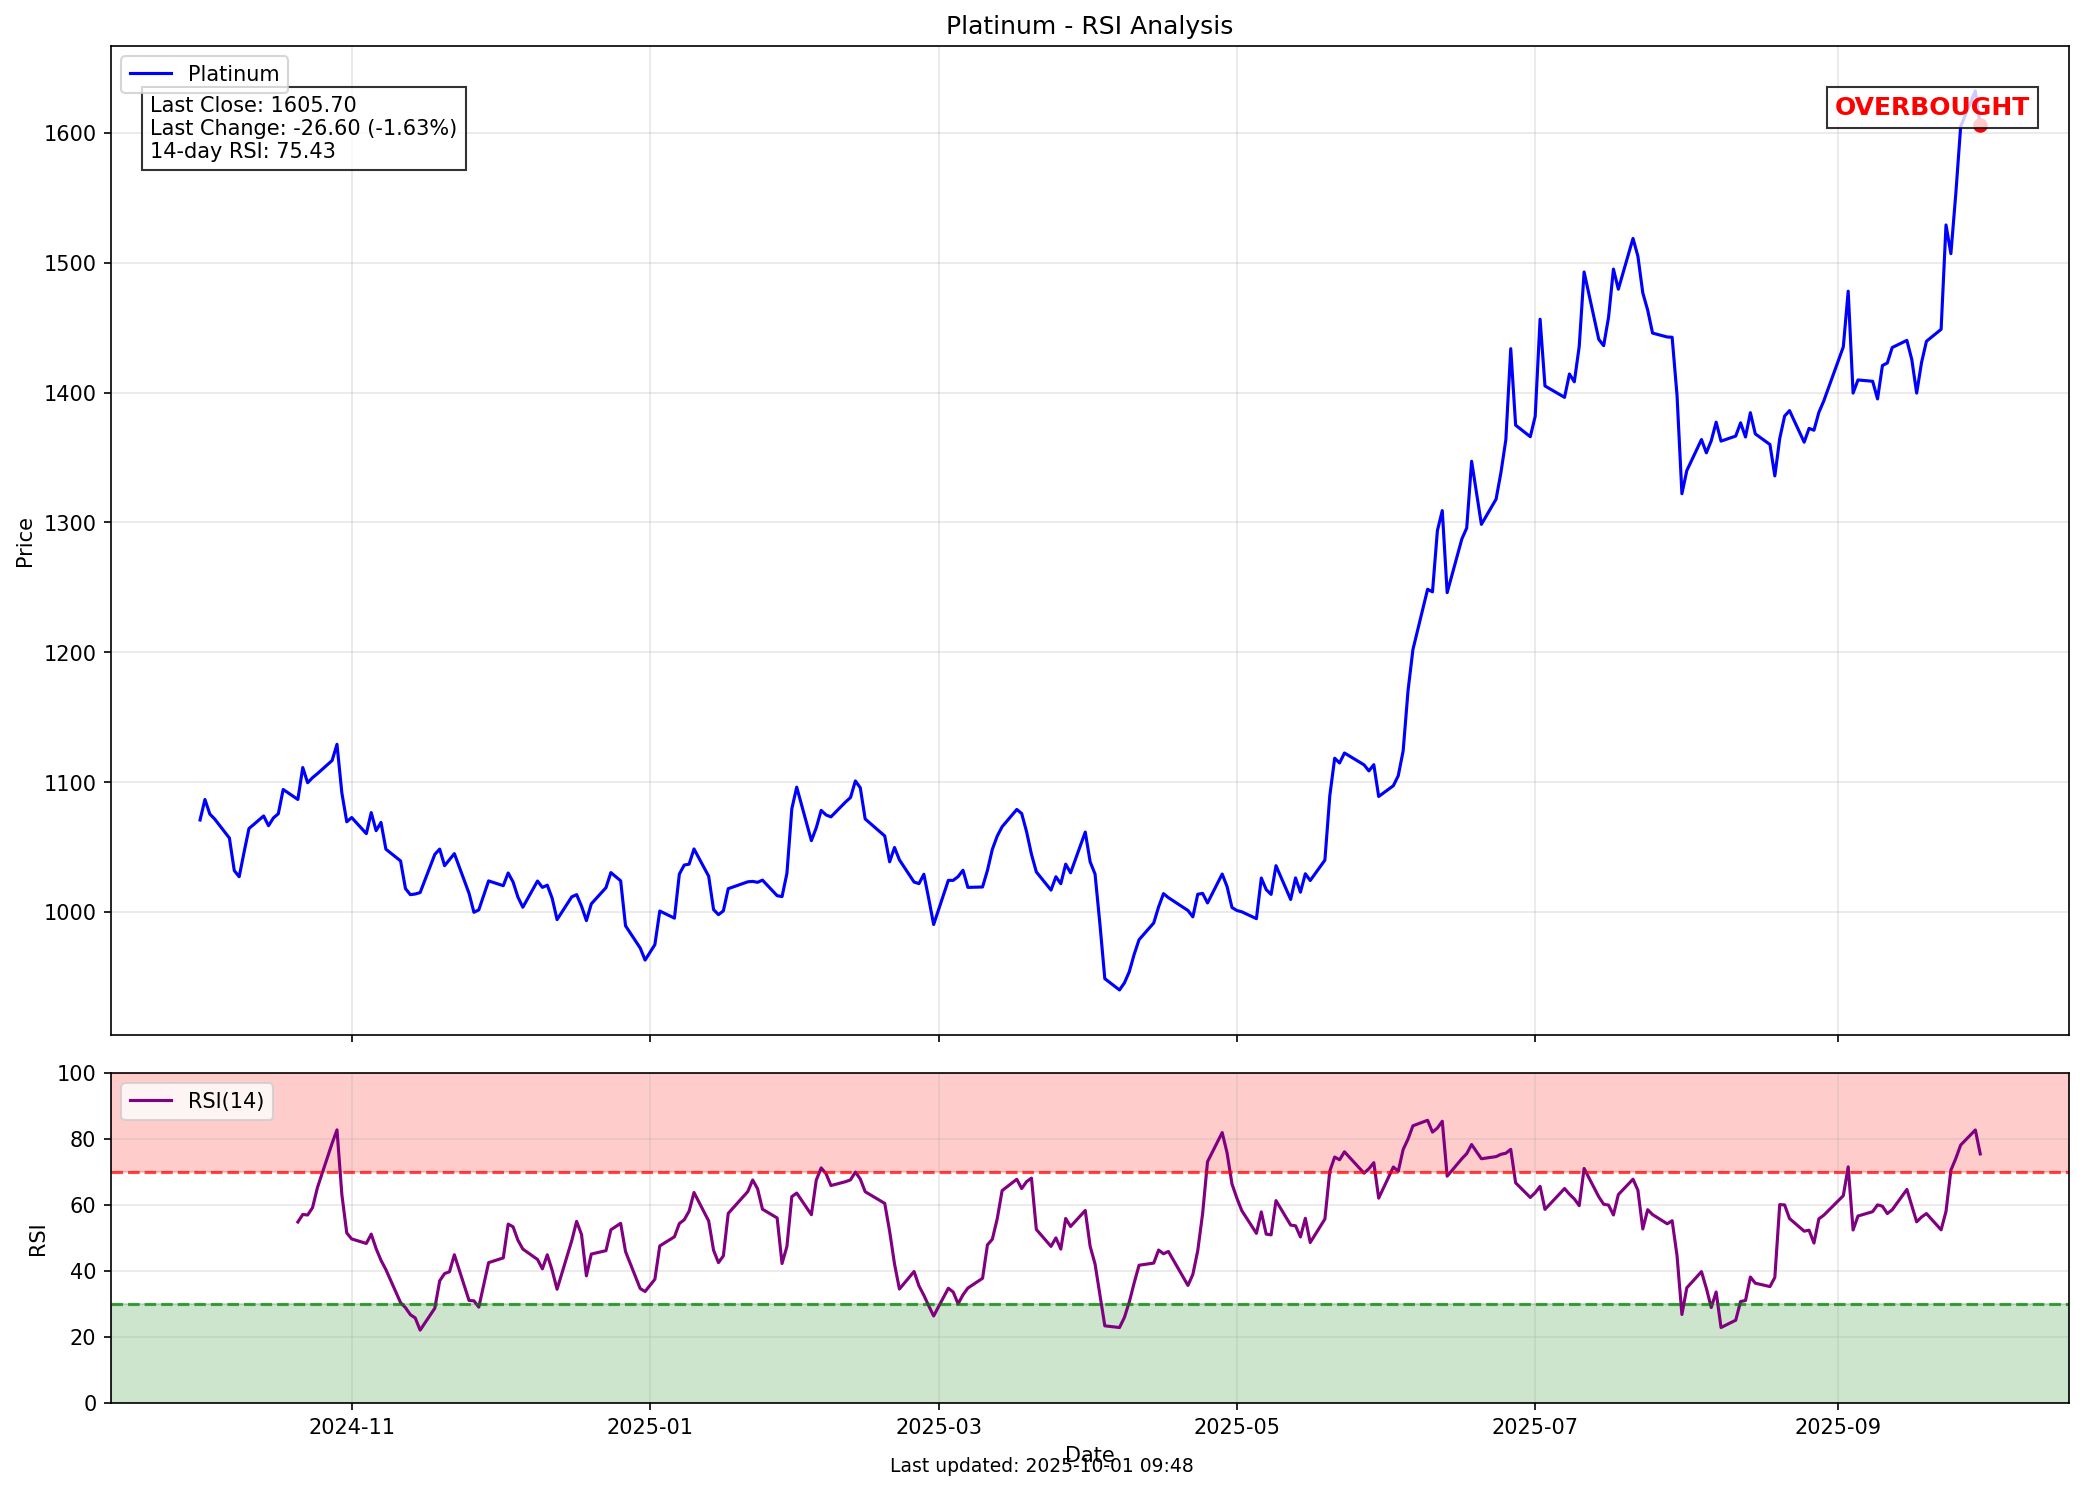 Platinum - RSI Analysis
Platinum
Last Close: 1605.70
Last Change: -26.60 (-1.63%)
14-day RSI: 75.43
OVERBOUGHT
1600
1500
1400
1300
1200
1100
1000
Price
RSI(14)
100
80
60
40
20
0
RSI
2024-11
2025-01
2025-03
2025-05
2025-07
2025-09
Date
Last updated: 2025-10-01 09:48